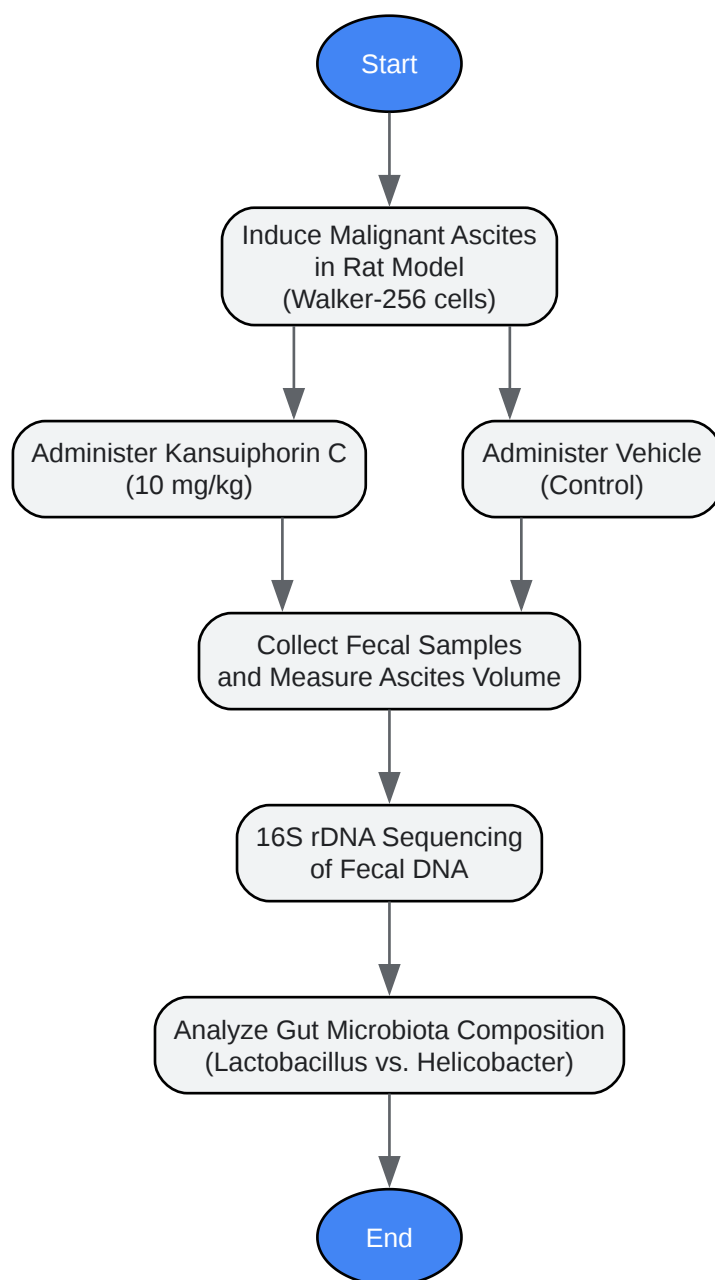 Start
Induce Malignant Ascites
in Rat Model
(Walker-256 cells)
Administer Kansuiphorin C
(10 mg/kg)
Administer Vehicle
(Control)
Collect Fecal Samples
and Measure Ascites Volume
16S rDNA Sequencing
of Fecal DNA
Analyze Gut Microbiota Composition
(Lactobacillus vs. Helicobacter)
End